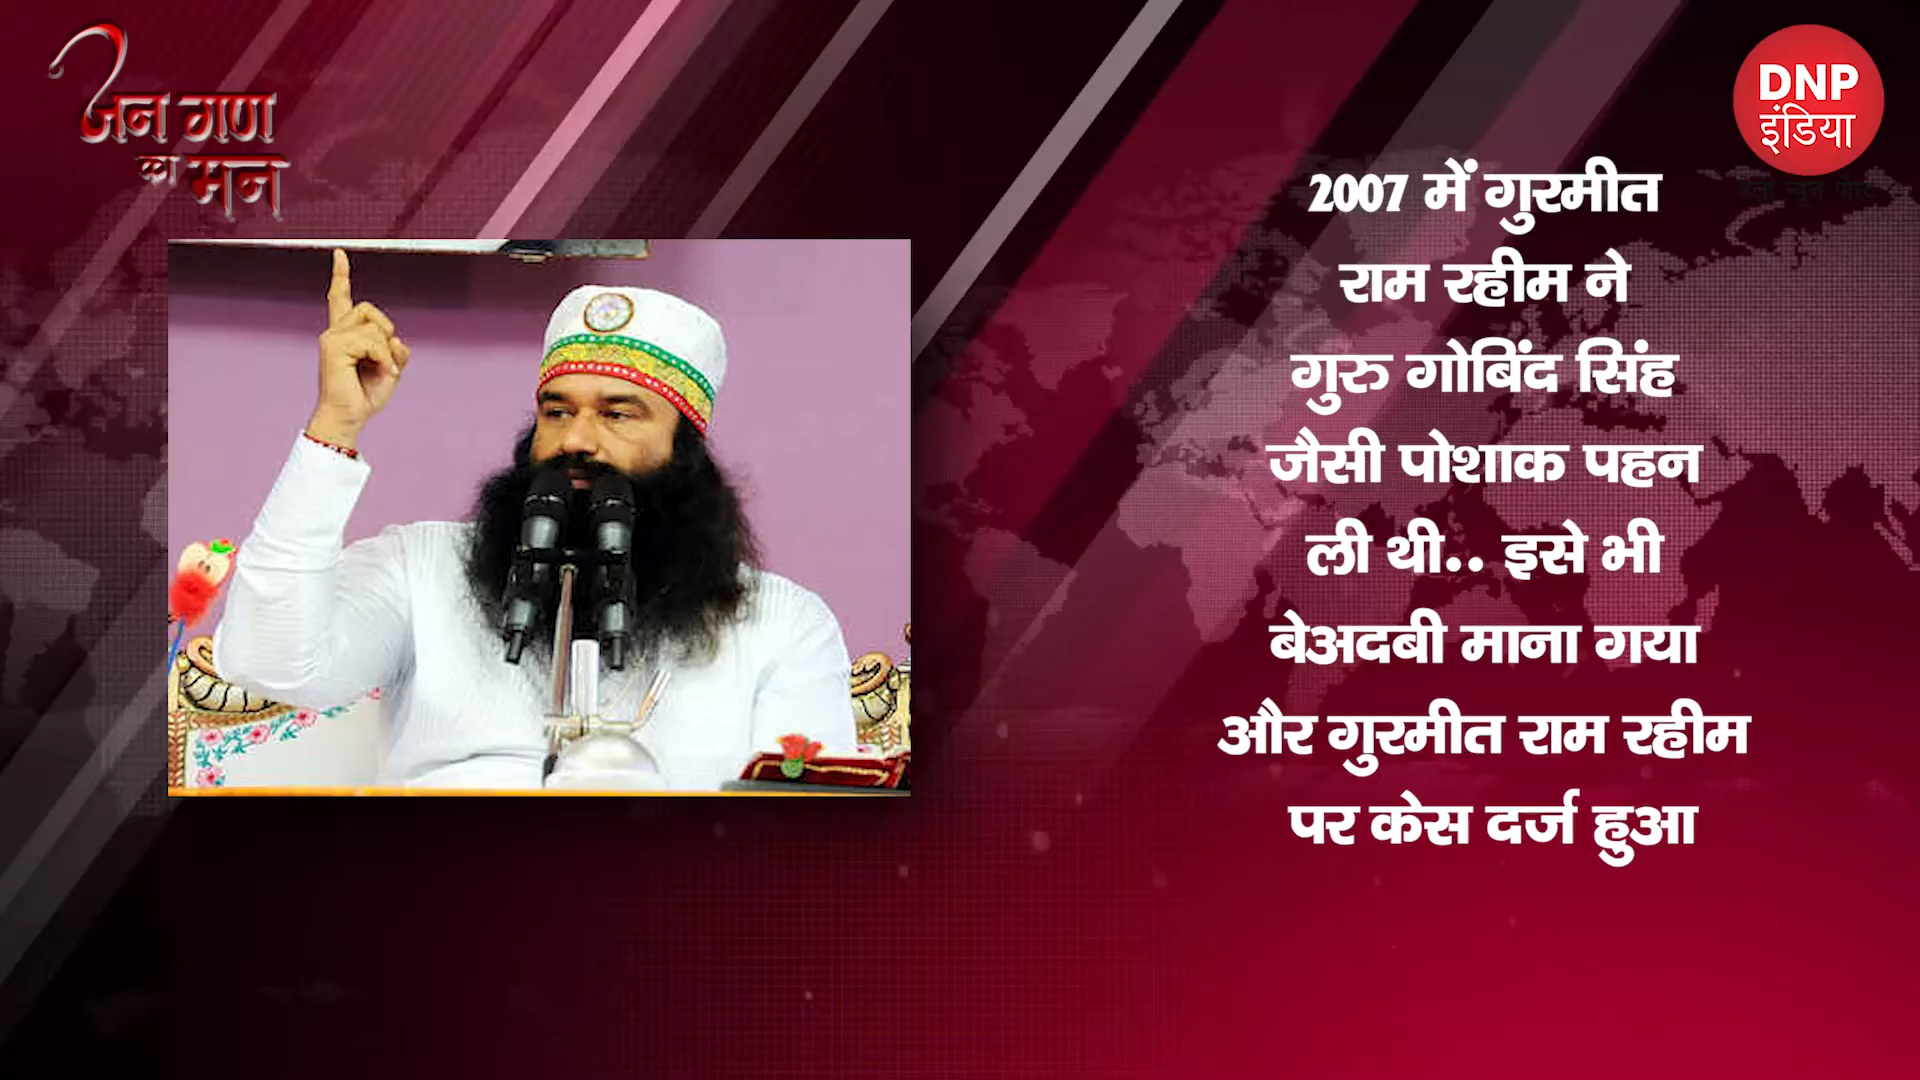 जन गण
का मन
DNP
इंडिया
2007 में गुरमीत
राम रहीम ने
गुरु गोबिंद सिंह
जैसी पोशाक पहन
ली थी.. इसे भी
बेअदबी माना गया
और गुरमीत राम रहीम
पर केस दर्ज हुआ